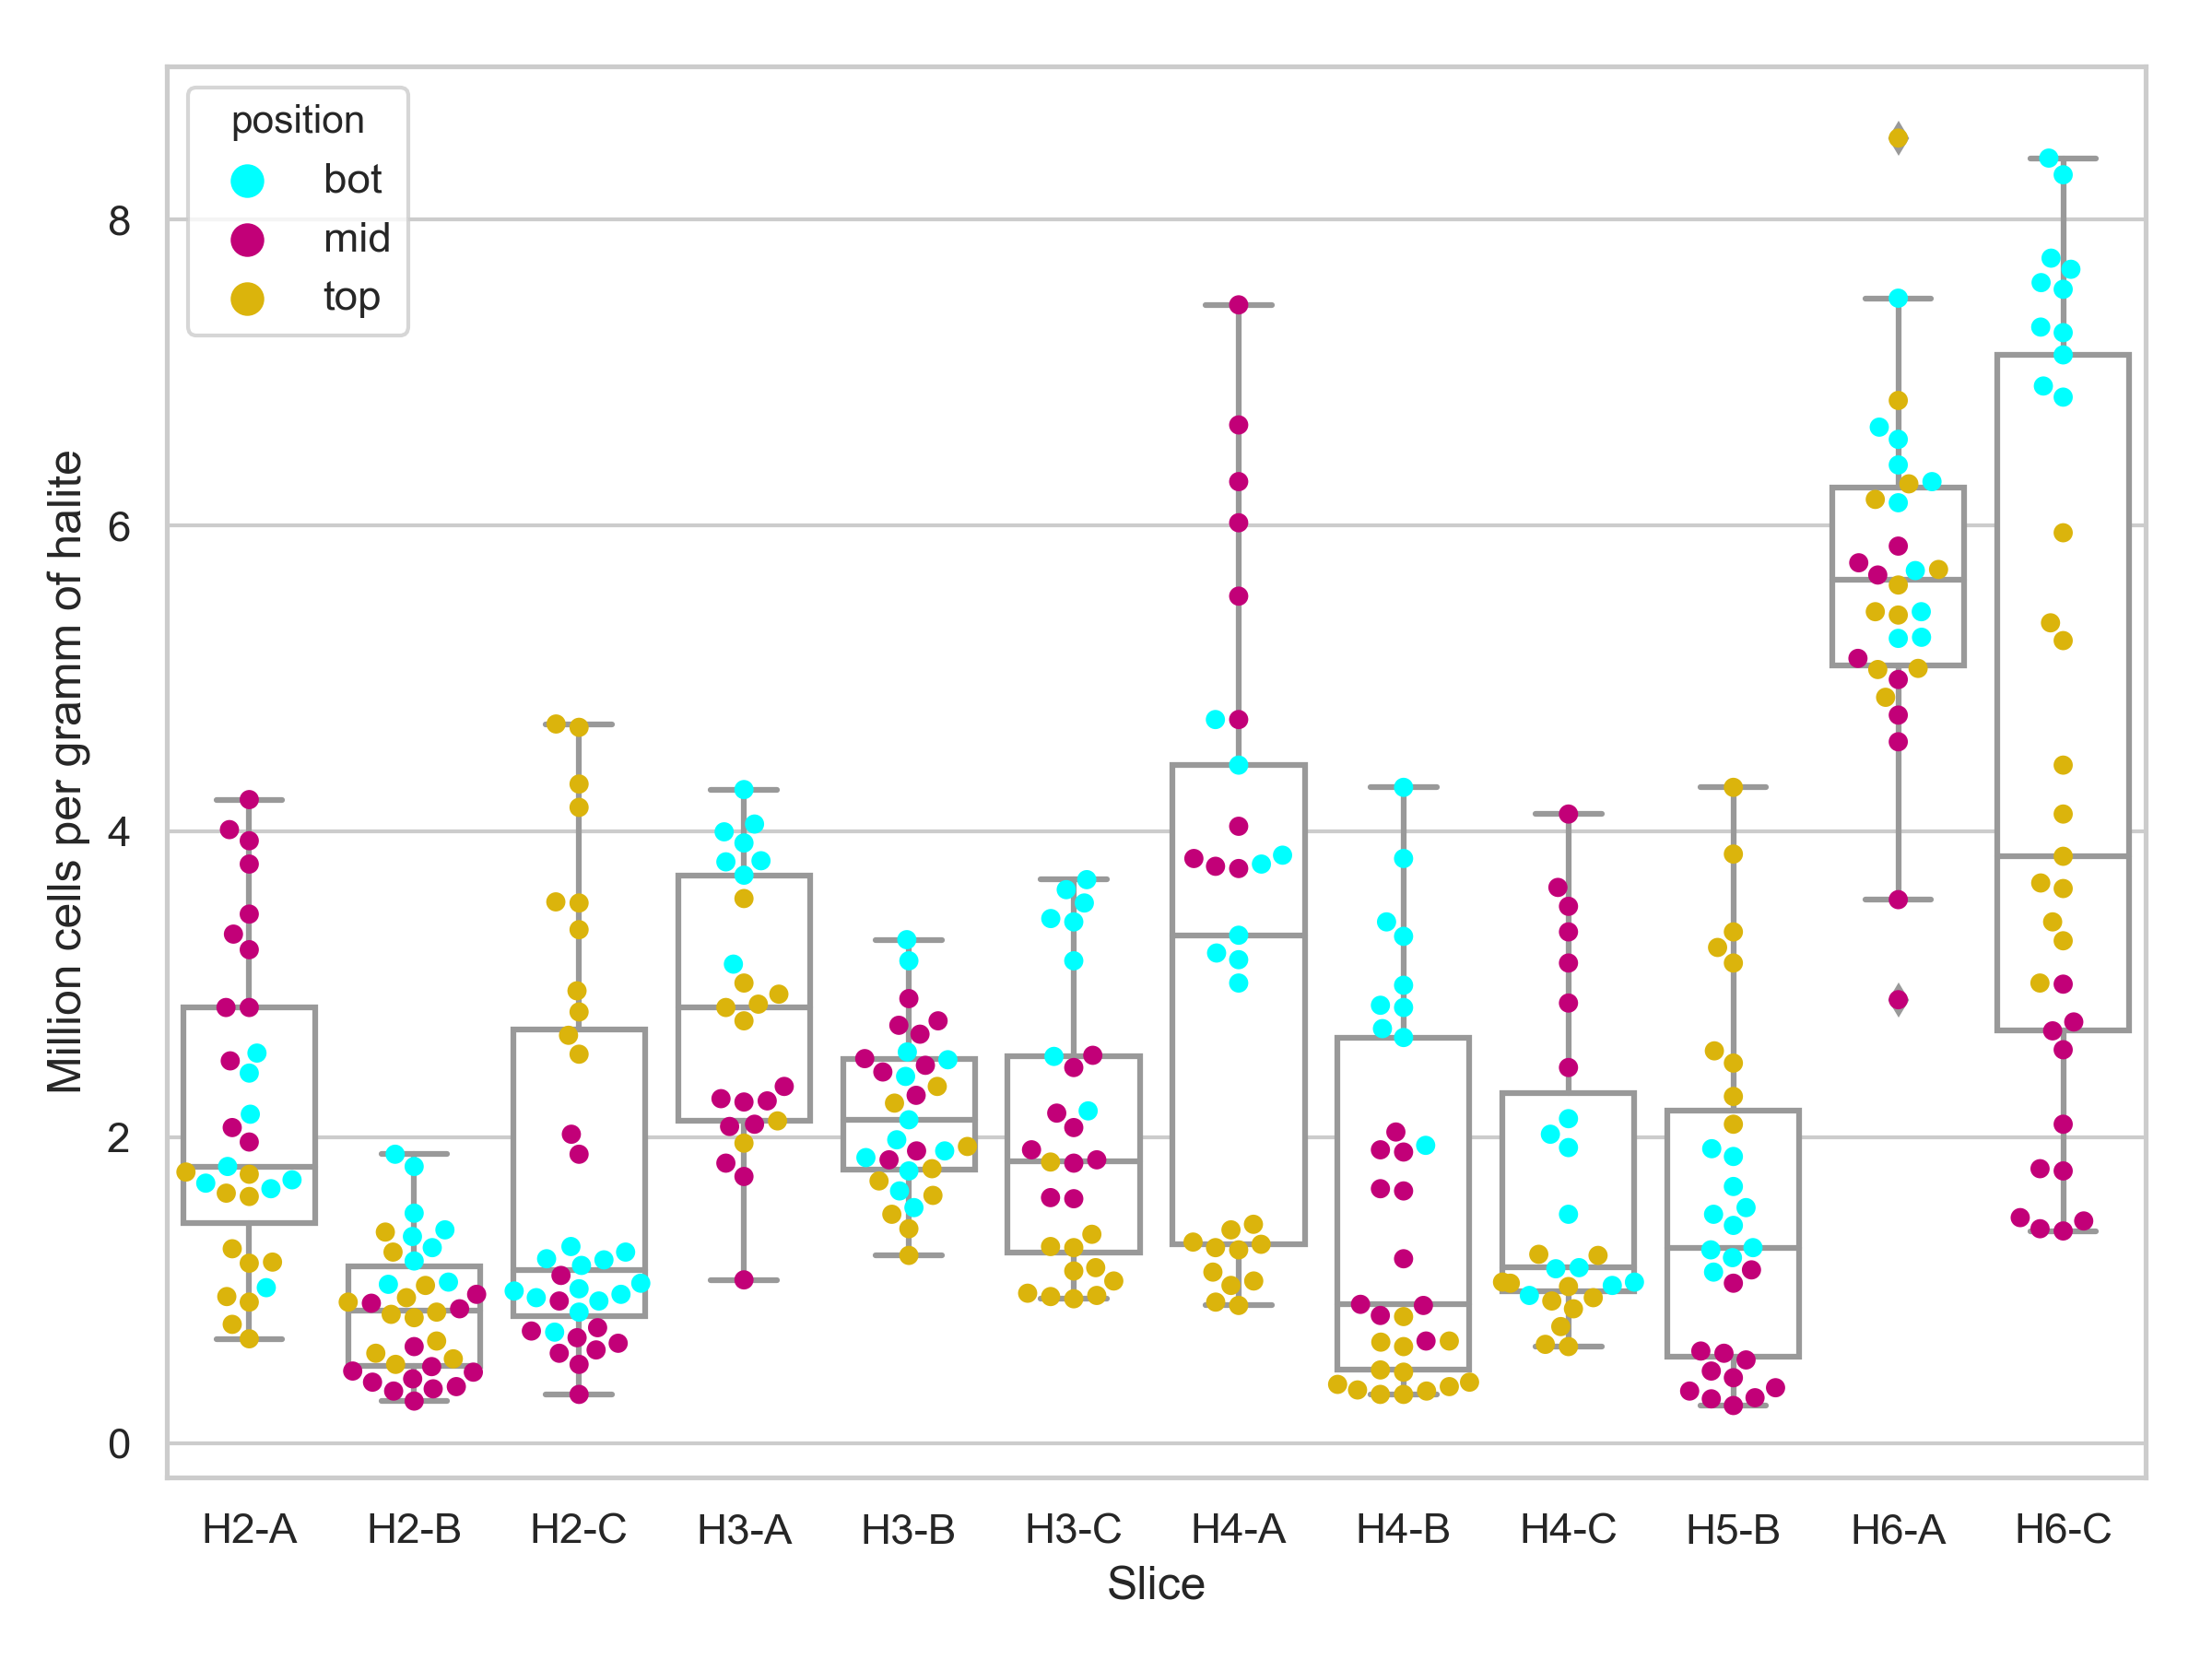 position
bot
mid
top
Million cells per gramm of halite
8
6
4
2
0
H2-A H2-B H2-C H3-A H3-B H3-C H4-A H4-B H4-C H5-B H6-A H6-C
Slice